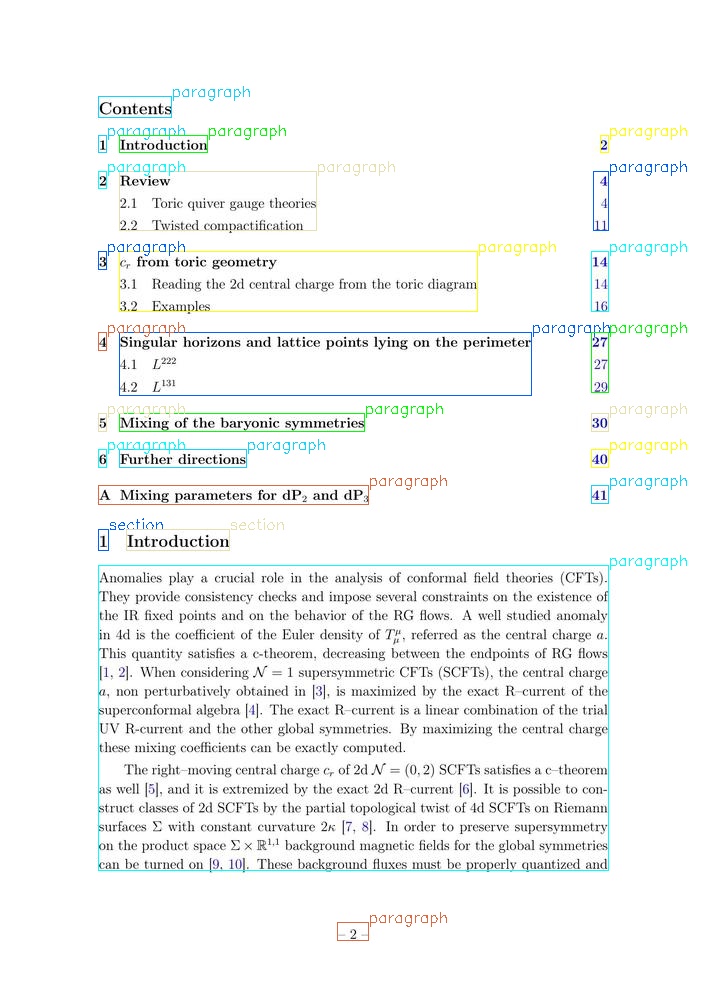 paragraph
Contents
paragraph paragraph paragraph
1 Introduction 2
paragraph paragraph paragraph
2 Review 4
2.1 Toric quiver gauge theories 4
2.2 Twisted compactification 11
paragraph paragraph paragraph
3 c_r from toric geometry 14
3.1 Reading the 2d central charge from the toric diagram 14
3.2 Examples 16
paragraph paragraph paragraph
4 Singular horizons and lattice points lying on the perimeter 27
4.1 L^{222} 27
4.2 L^{131} 29
paragraph paragraph paragraph
5 Mixing of the baryonic symmetries 30
paragraph paragraph paragraph
6 Further directions 40
paragraph paragraph
A Mixing parameters for dP_2 and dP_3 41
section section
1 Introduction
paragraph
Anomalies play a crucial role in the analysis of conformal field theories (CFTs).
They provide consistency checks and impose several constraints on the existence of
the IR fixed points and on the behavior of the RG flows. A well studied anomaly
in 4d is the coefficient of the Euler density of T^μ_μ, referred as the central charge a.
This quantity satisfies a c-theorem, decreasing between the endpoints of RG flows
[1, 2]. When considering 𝒩 = 1 supersymmetric CFTs (SCFTs), the central charge
a, non perturbatively obtained in [3], is maximized by the exact R–current of the
superconformal algebra [4]. The exact R–current is a linear combination of the trial
UV R-current and the other global symmetries. By maximizing the central charge
these mixing coefficients can be exactly computed.
The right–moving central charge c_r of 2d 𝒩 = (0, 2) SCFTs satisfies a c–theorem
as well [5], and it is extremized by the exact 2d R–current [6]. It is possible to con-
struct classes of 2d SCFTs by the partial topological twist of 4d SCFTs on Riemann
surfaces Σ with constant curvature 2κ [7, 8]. In order to preserve supersymmetry
on the product space Σ × ℝ^{1,1} background magnetic fields for the global symmetries
can be turned on [9, 10]. These background fluxes must be properly quantized and
paragraph
– 2 –